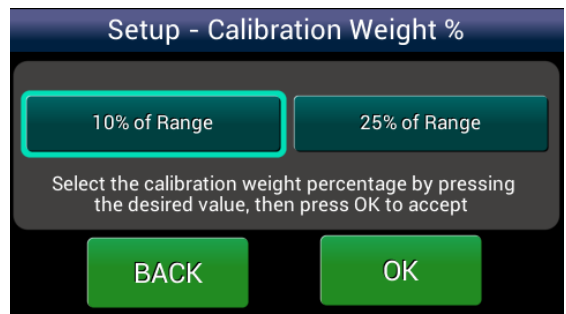 Setup - Calibration Weight %
10% of Range
25% of Range
Select the calibration weight percentage by pressing
the desired value, then press OK to accept
BACK
OK